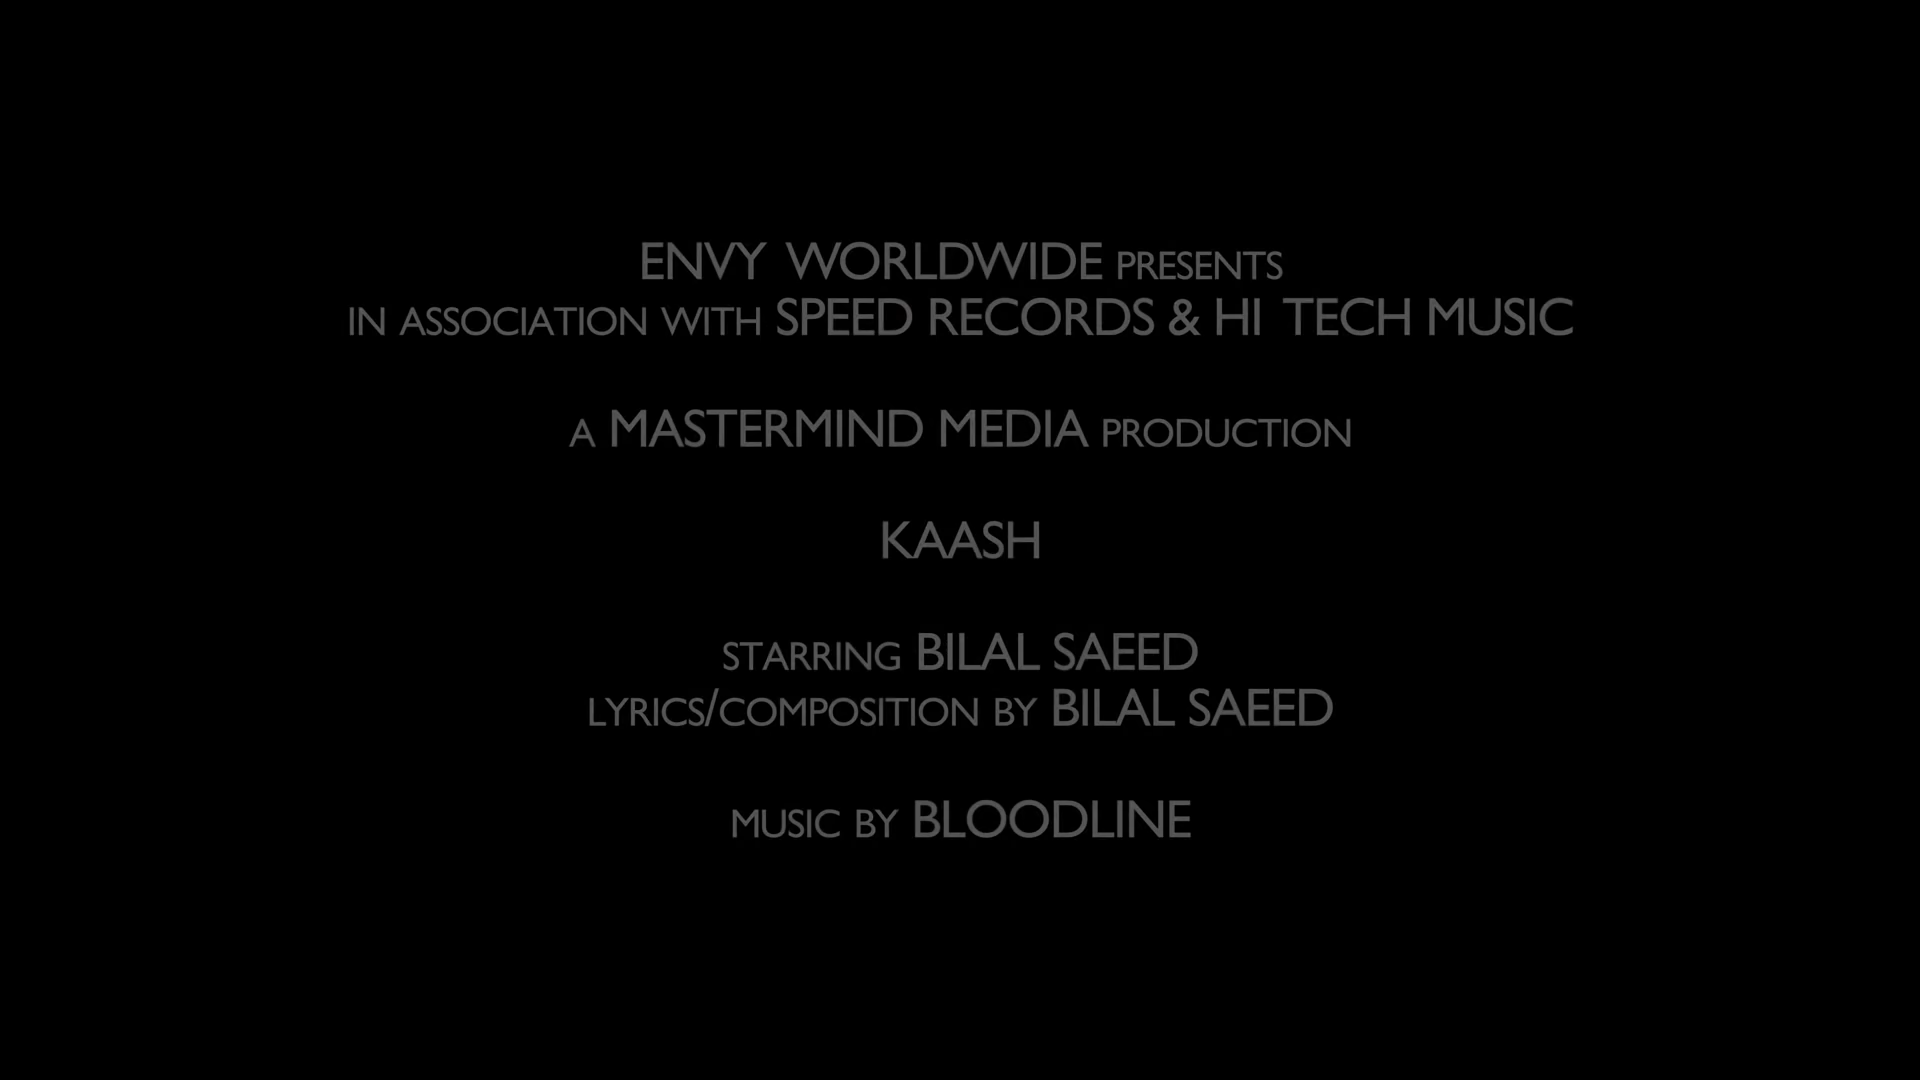 ENVY WORLDWIDE PRESENTS
IN ASSOCIATION WITH SPEED RECORDS & HI TECH MUSIC
A MASTERMIND MEDIA PRODUCTION
KAASH
STARRING BILAL SAEED
LYRICS/COMPOSITION BY BILAL SAEED
MUSIC BY BLOODLINE